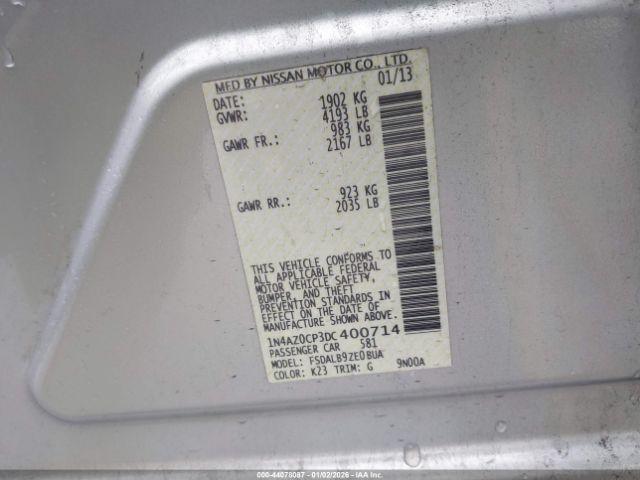 MFD BY NISSAN MOTOR CO., LTD.
DATE: 01/13
GVWR: 1902 KG
4193 LB
GAWR FR.: 983 KG
2167 LB
GAWR RR.: 923 KG
2035 LB
THIS VEHICLE CONFORMS TO
ALL APPLICABLE FEDERAL
MOTOR VEHICLE SAFETY,
BUMPER, AND THEFT
PREVENTION STANDARDS IN
EFFECT ON THE DATE OF
MANUFACTURE SHOWN ABOVE.
1N4AZ0CP3DC400714
PASSENGER CAR 581
MODEL: FSDALB9ZE0BUA
COLOR: K23 TRIM: G 9N00A
000-44078087 - 01/02/2026 - IAA Inc.